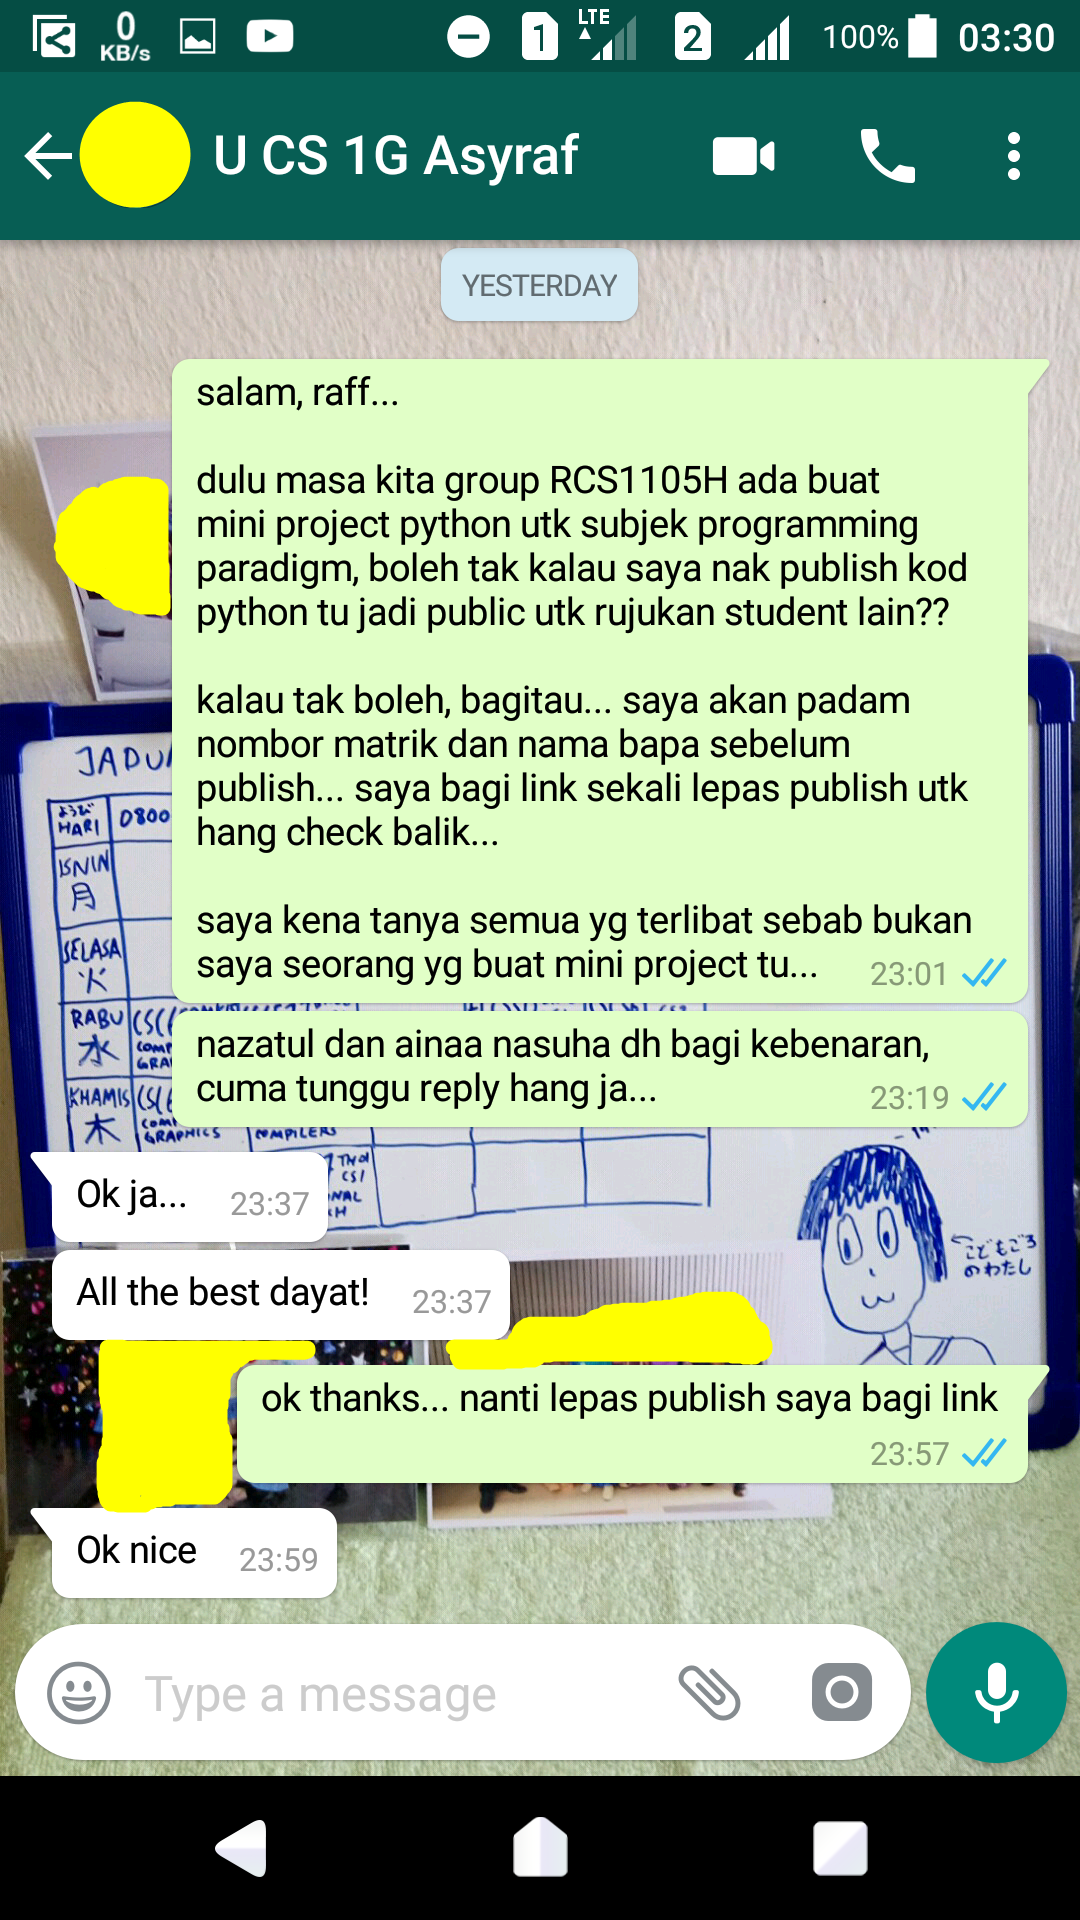 0
KB/s
1
LTE
2
100%
03:30
U CS 1G Asyraf
YESTERDAY
salam, raff...
dulu masa kita group RCS1105H ada buat
mini project python utk subjek programming
paradigm, boleh tak kalau saya nak publish kod
python tu jadi public utk rujukan student lain??
kalau tak boleh, bagitau... saya akan padam
nombor matrik dan nama bapa sebelum
publish... saya bagi link sekali lepas publish utk
hang check balik...
saya kena tanya semua yg terlibat sebab bukan
saya seorang yg buat mini project tu...
23:01
nazatul dan ainaa nasuha dh bagi kebenaran,
cuma tunggu reply hang ja...
23:19
Ok ja...
23:37
All the best dayat!
23:37
ok thanks... nanti lepas publish saya bagi link
23:57
Ok nice
23:59
Type a message
ようび
HARI
0800
ISNIN
月
SELASA
火
RABU
水
KHAMIS
木
GRAPHICS
COMPILERS
こどもごろ
のわたし